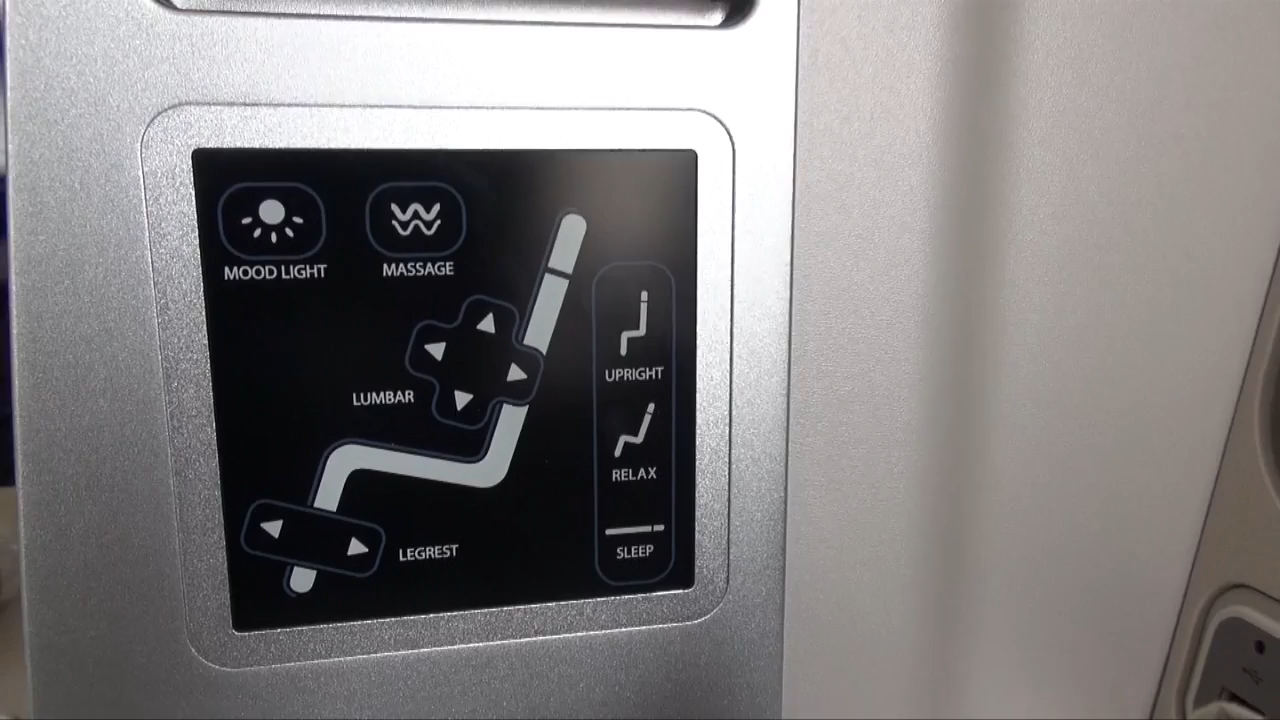 MOOD LIGHT
MASSAGE
LUMBAR
UPRIGHT
RELAX
LEGREST
SLEEP